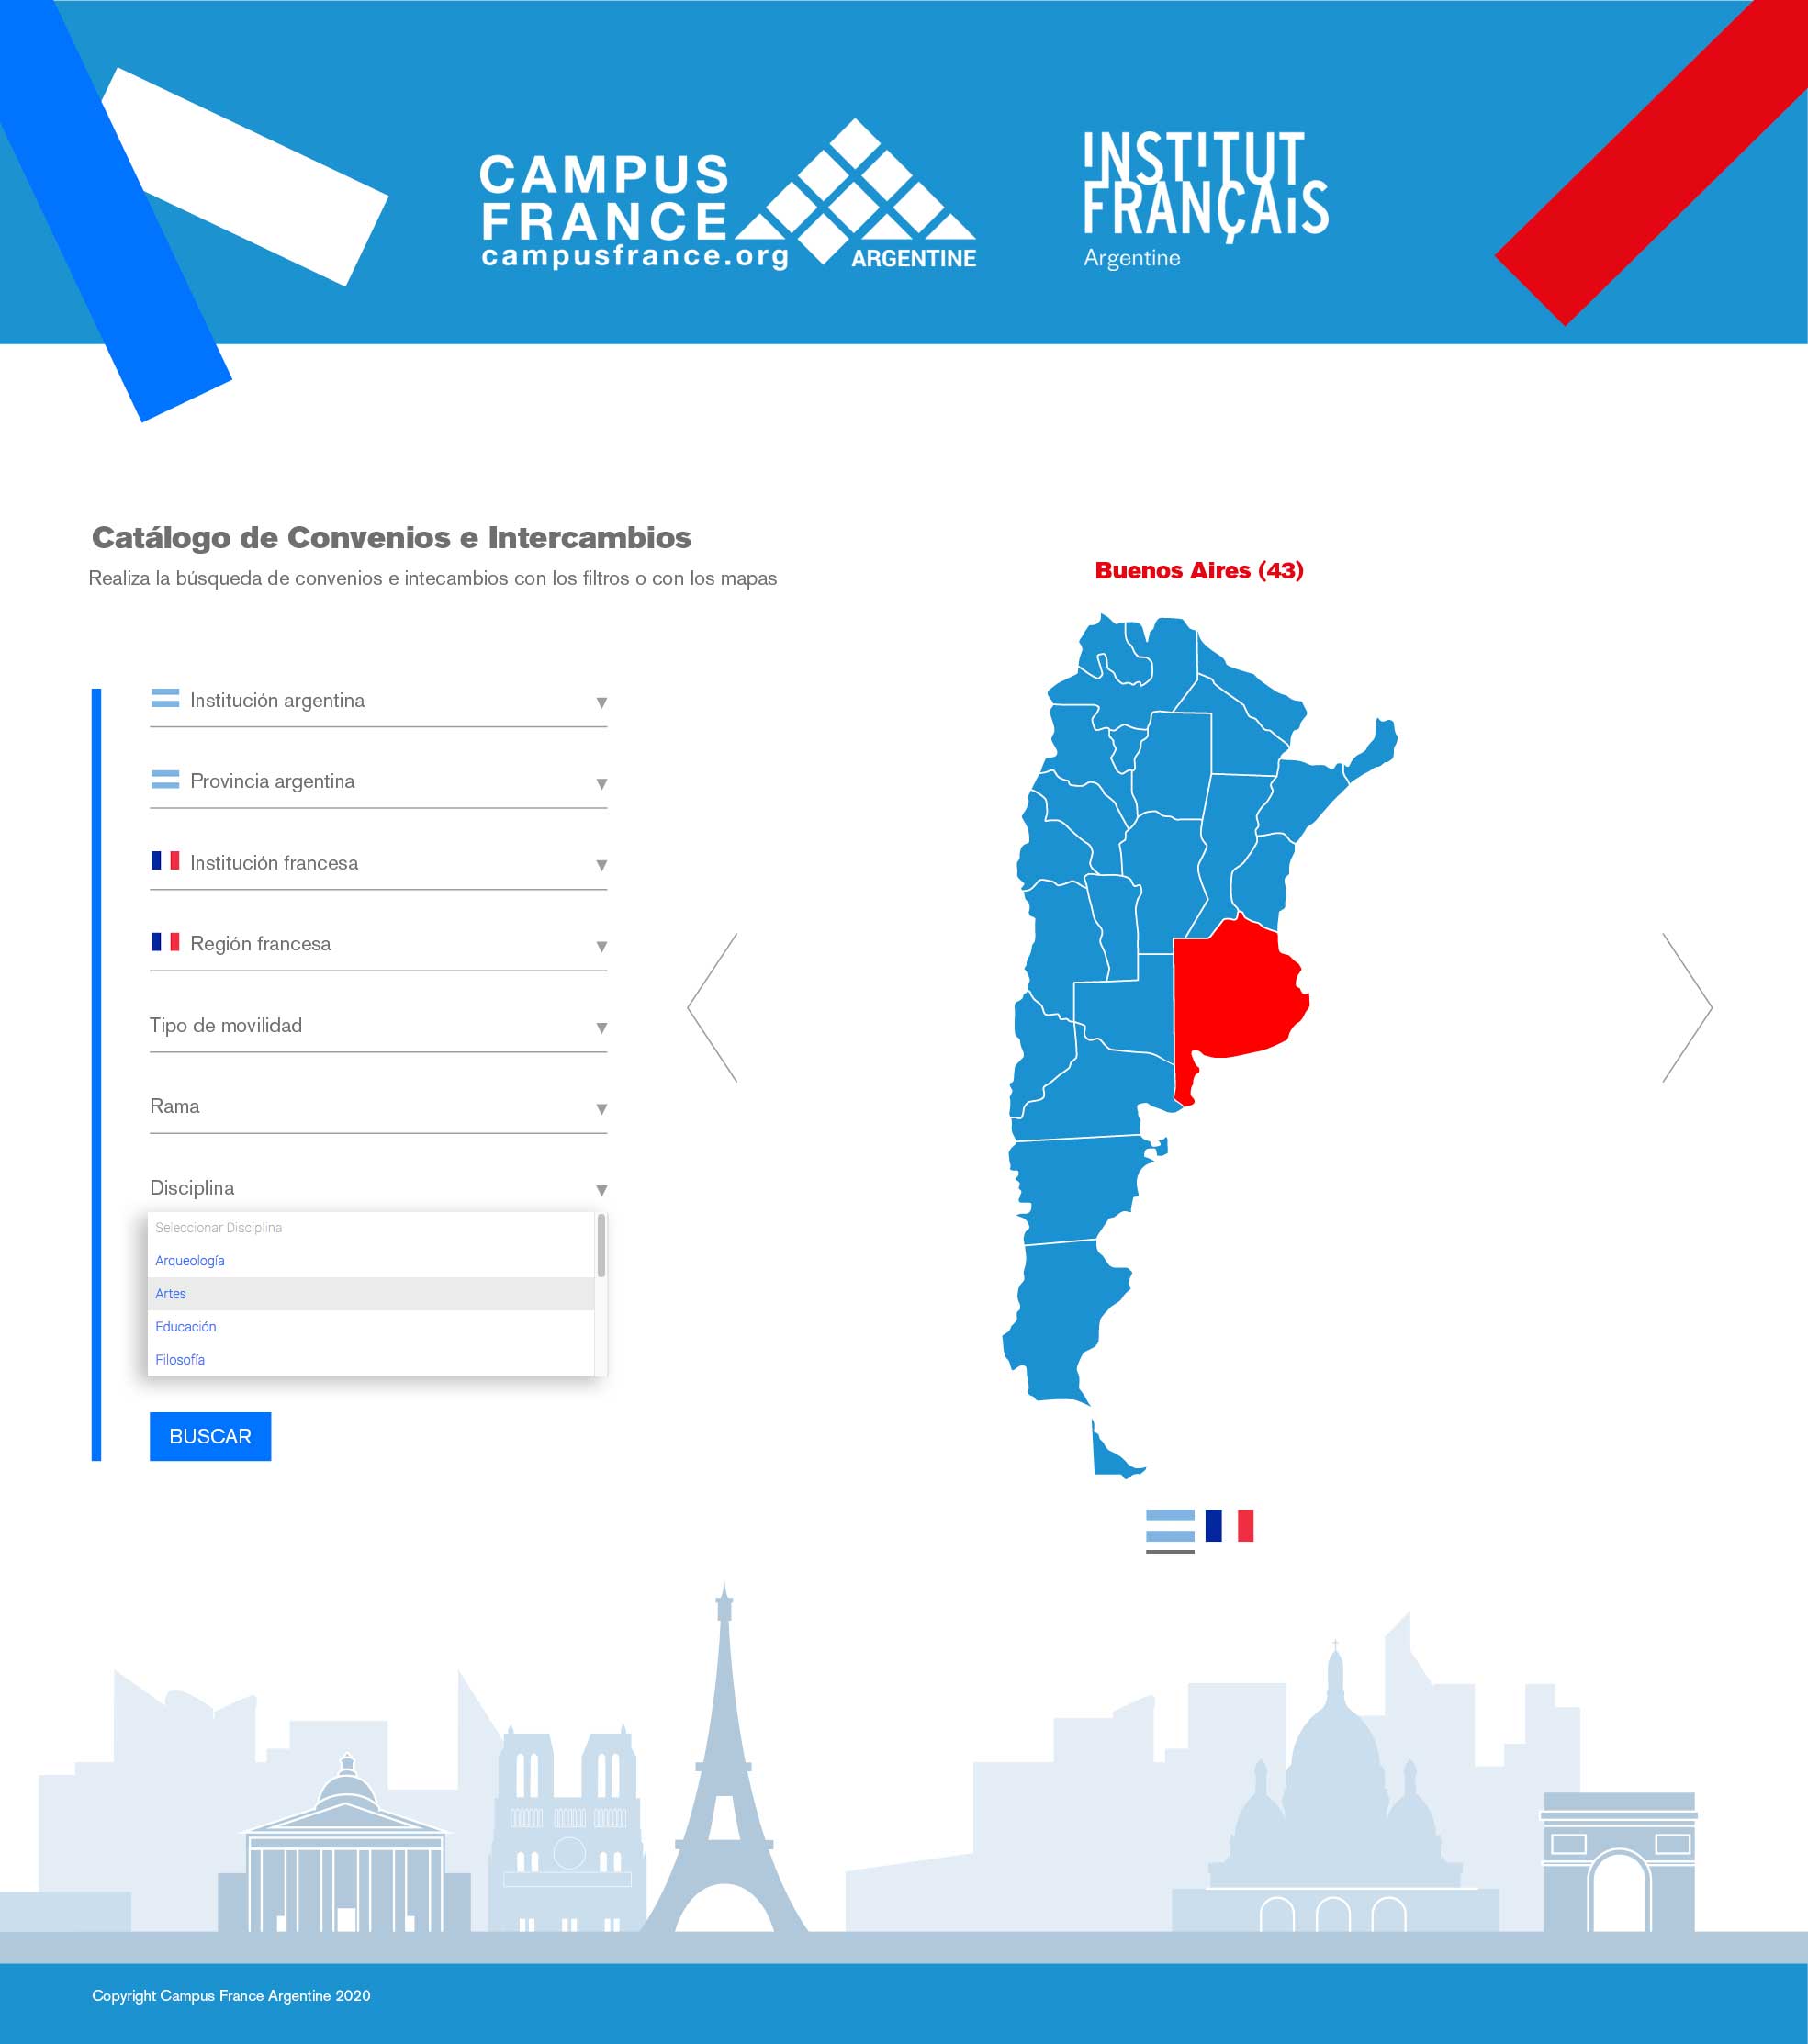 CAMPUS
FRANCE
campusfrance.org
ARGENTINE
INSTITUT
FRANÇAIS
Argentine
Catálogo de Convenios e Intercambios
Realiza la búsqueda de convenios e intecambios con los filtros o con los mapas
Buenos Aires (43)
Institución argentina
Provincia argentina
Institución francesa
Región francesa
Tipo de movilidad
Rama
Disciplina
Seleccionar Disciplina
Arqueología
Artes
Educación
Filosofía
BUSCAR
Copyright Campus France Argentine 2020